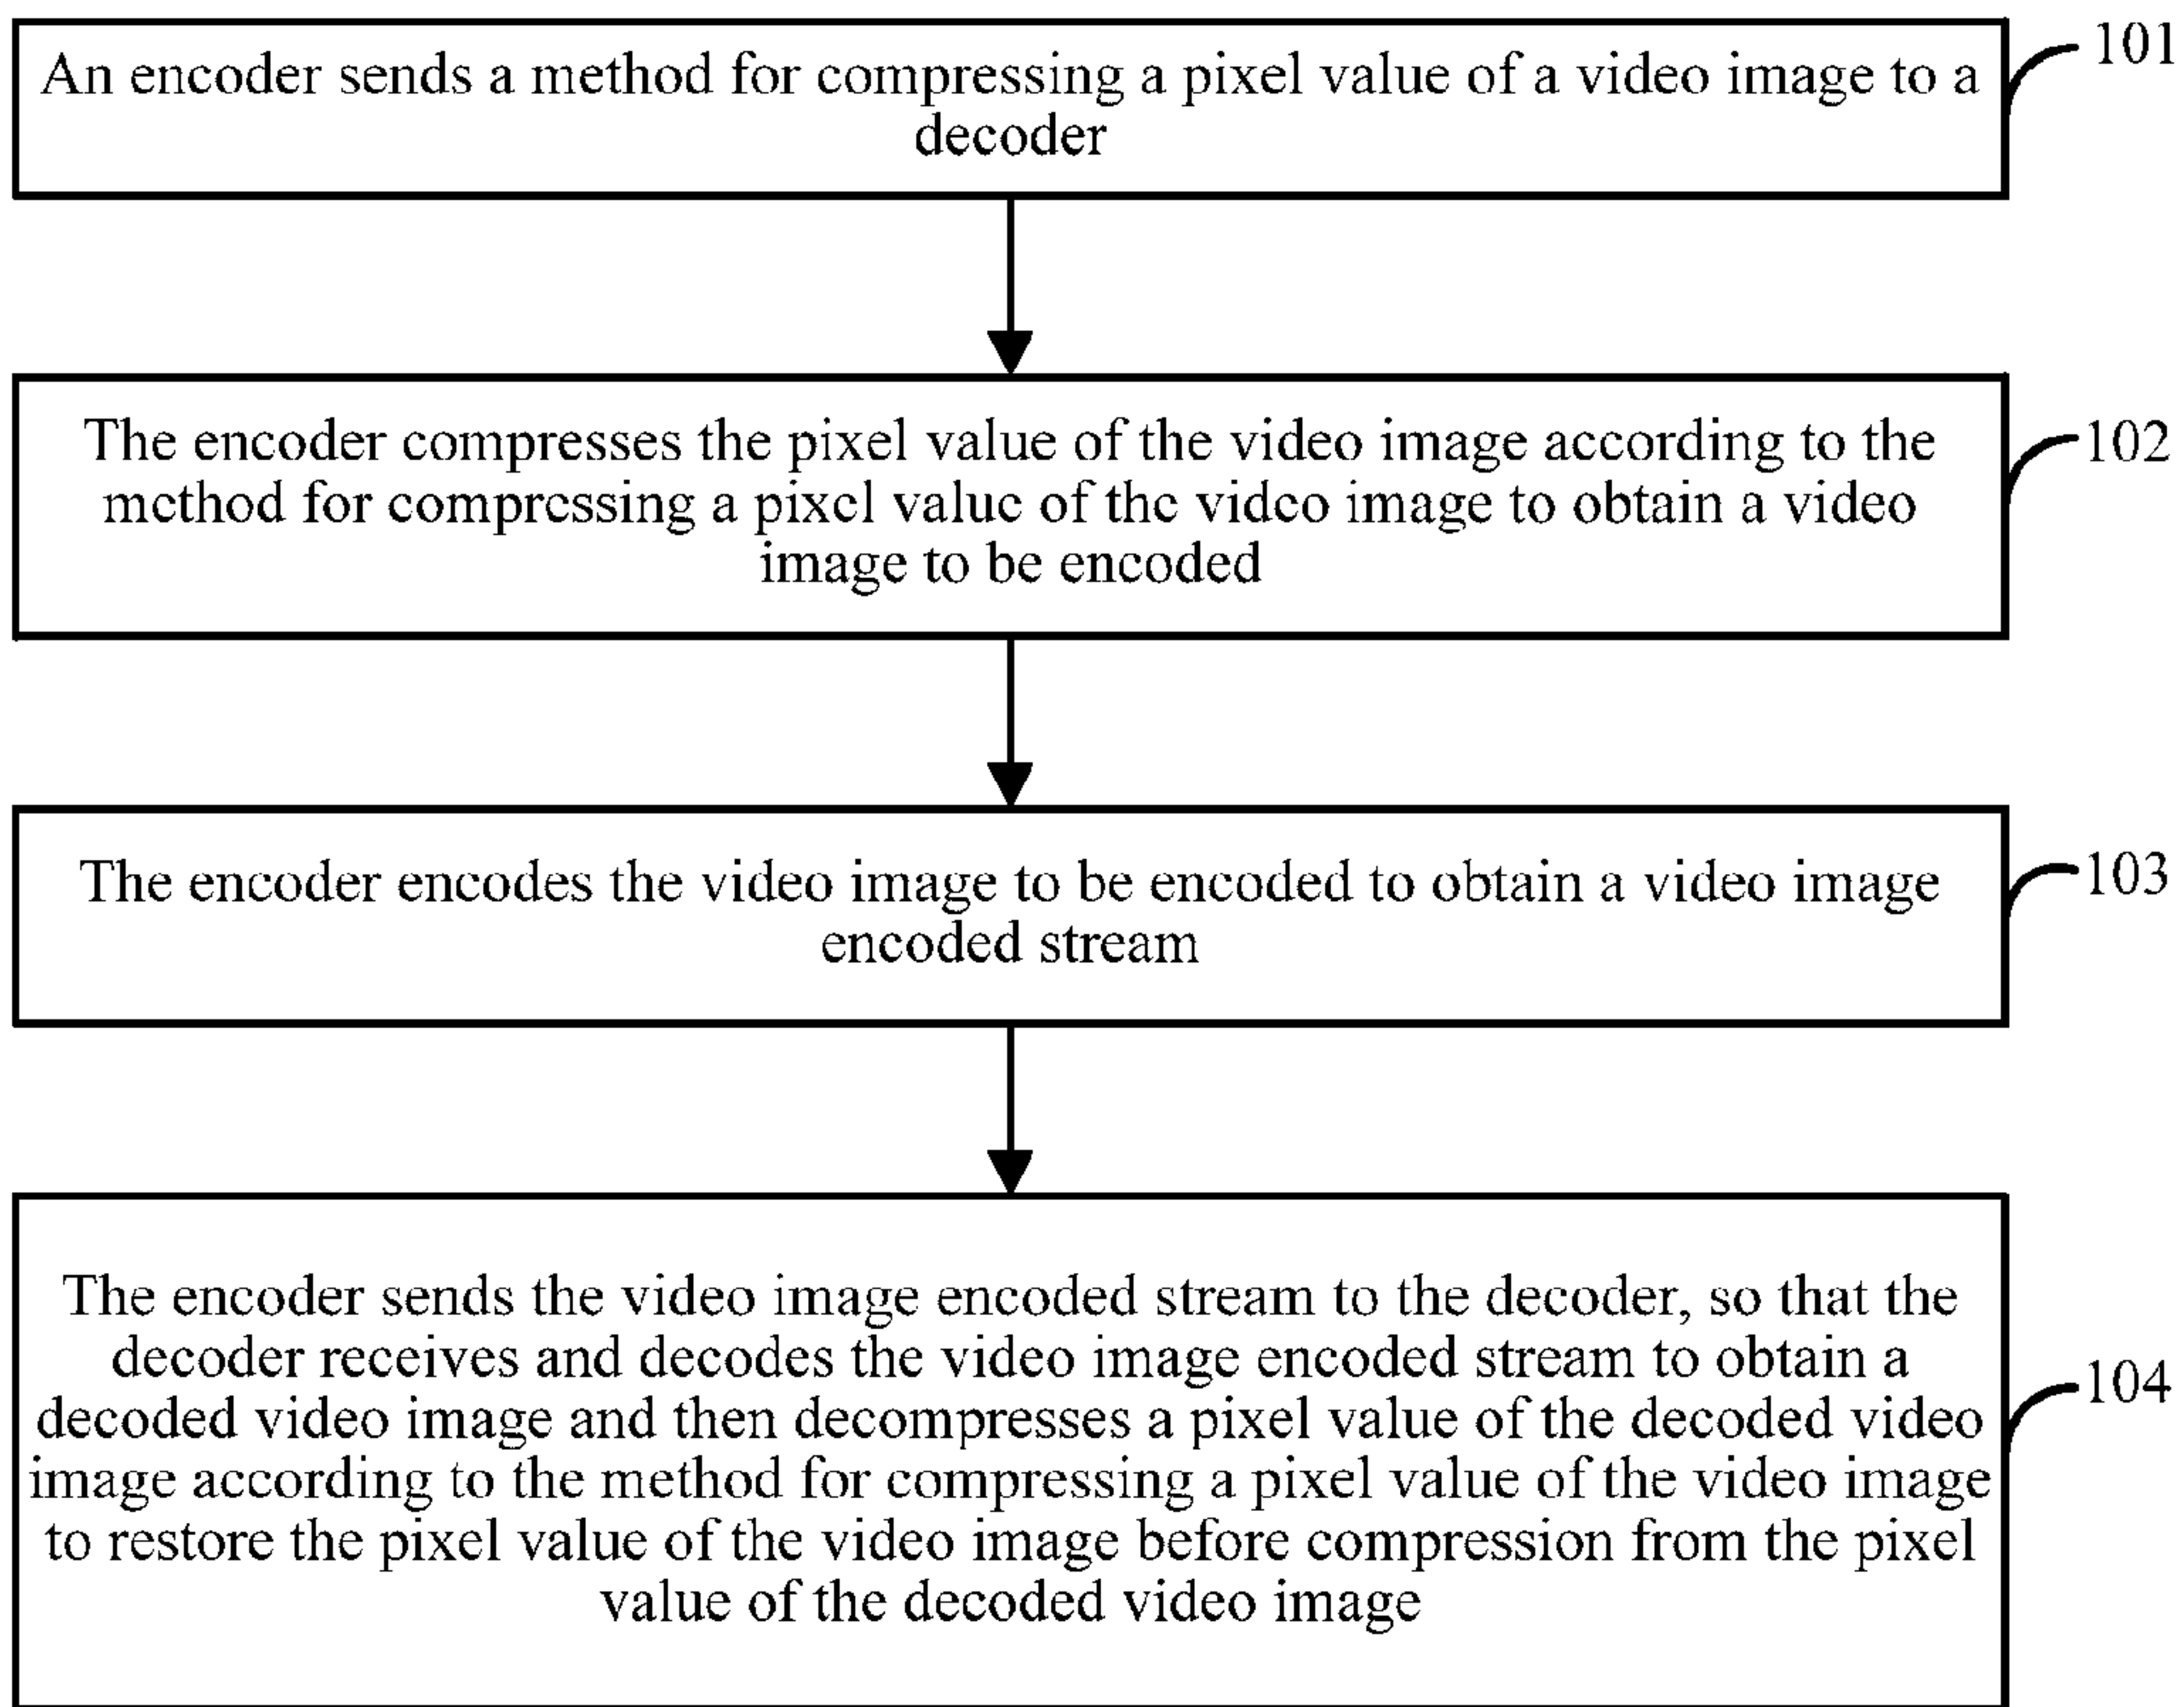 An encoder sends a method for compressing a pixel value of a video image to a
decoder
101
The encoder compresses the pixel value of the video image according to the
method for compressing a pixel value of the video image to obtain a video
image to be encoded
102
The encoder encodes the video image to be encoded to obtain a video image
encoded stream
103
The encoder sends the video image encoded stream to the decoder, so that the
decoder receives and decodes the video image encoded stream to obtain a
decoded video image and then decompresses a pixel value of the decoded video
image according to the method for compressing a pixel value of the video image
to restore the pixel value of the video image before compression from the pixel
value of the decoded video image
104